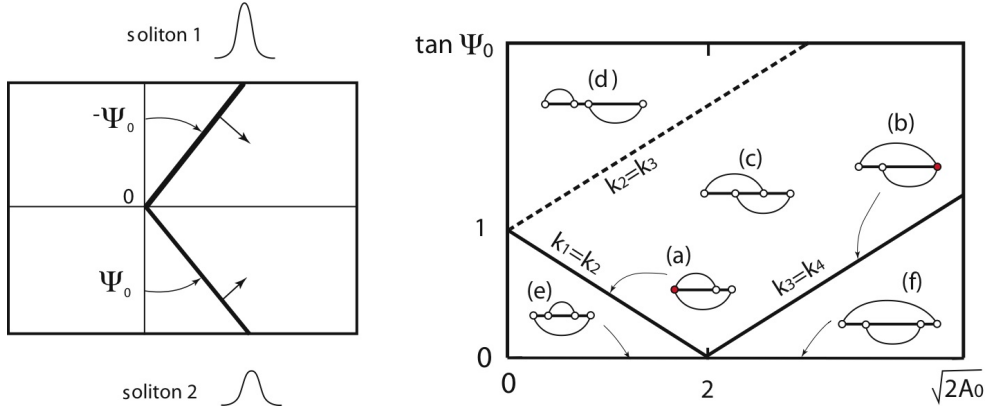 soliton 1
-Ψ₀
0
Ψ₀
soliton 2
tan Ψ₀
(d)
(b)
(c)
k₂=k₃
1
k₁=k₂
(a)
k₃=k₄
(e)
(f)
0
0
2
√2A₀